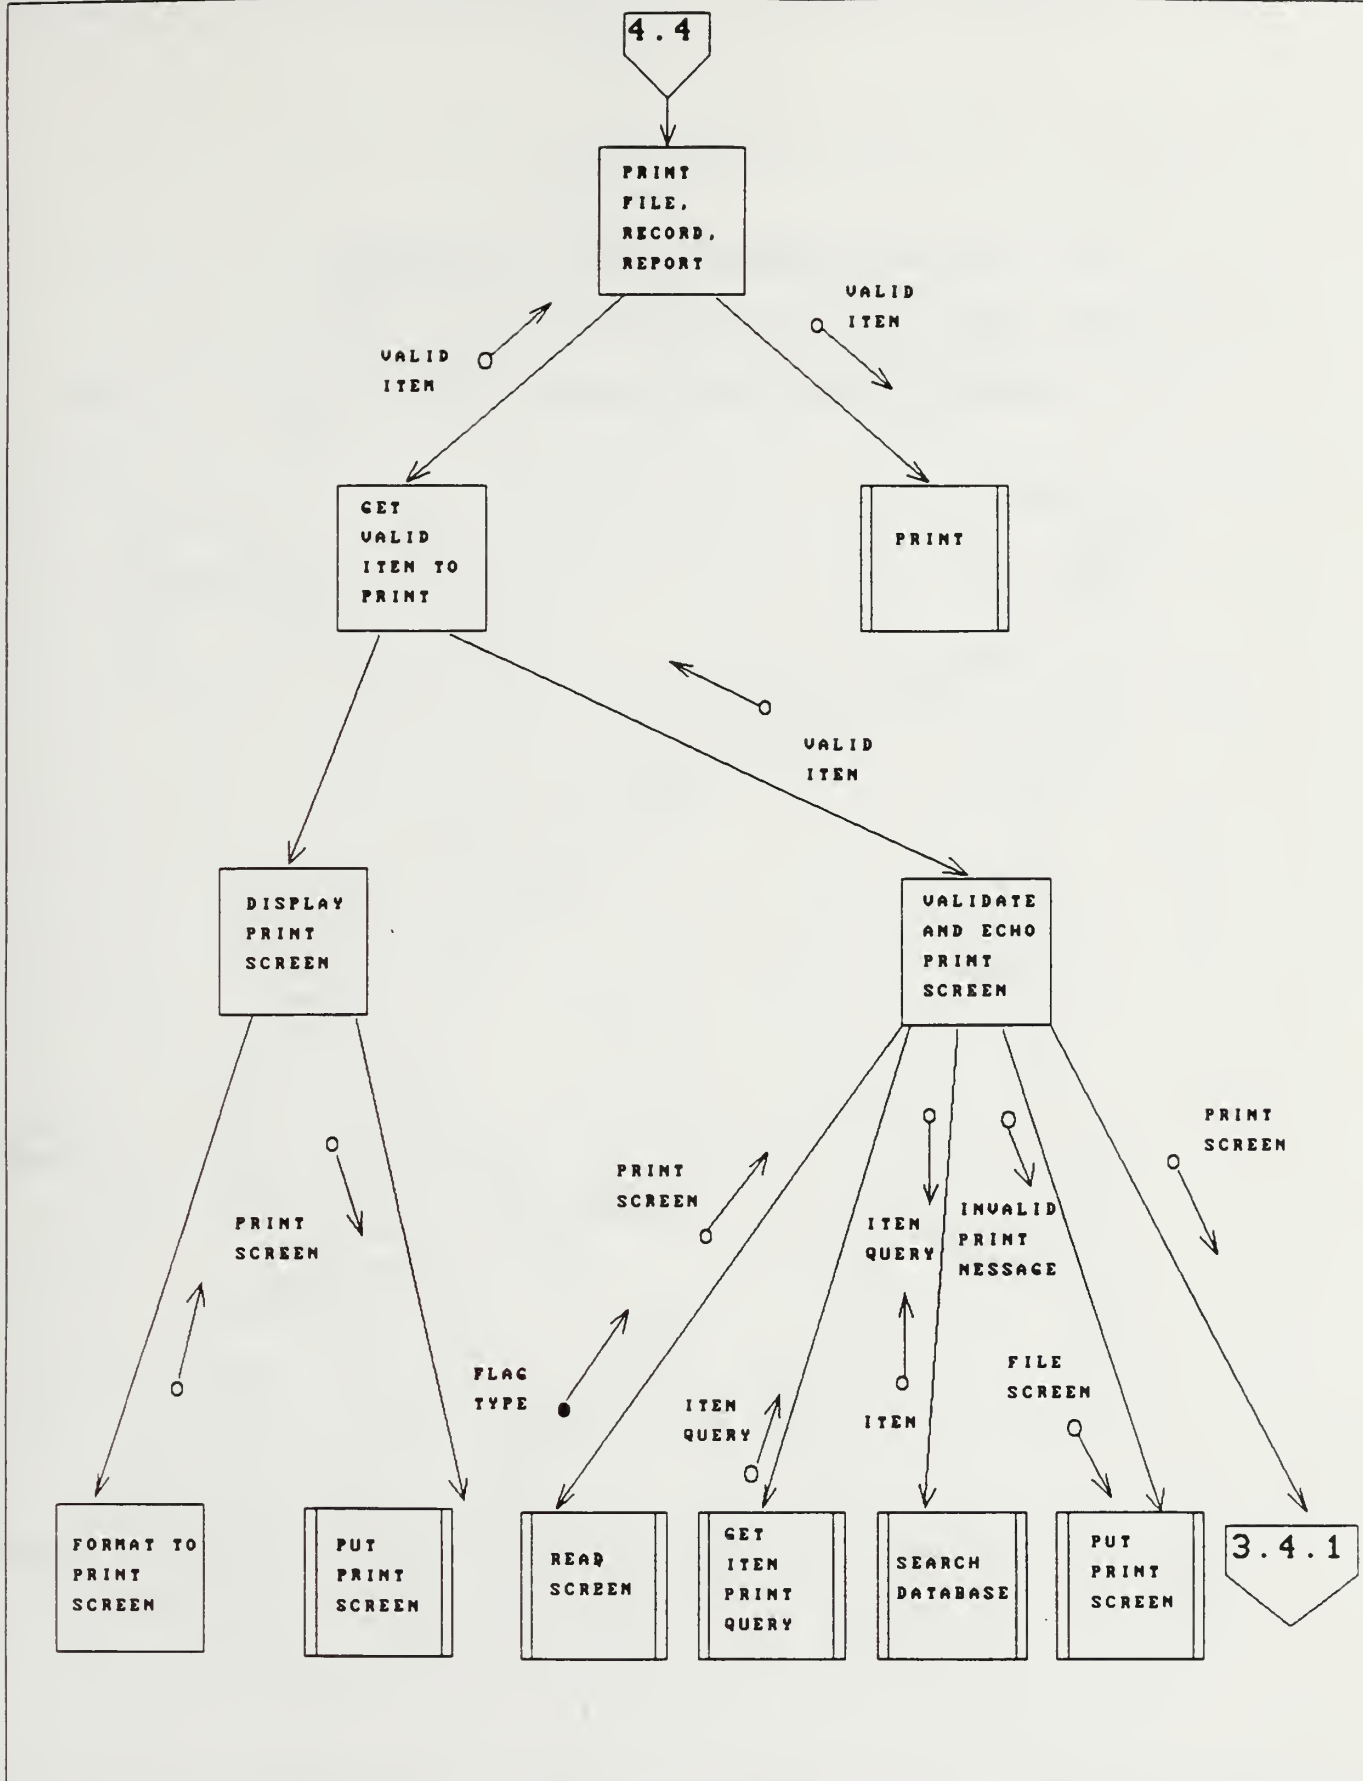 4.4
PRINT
FILE,
RECORD,
REPORT
VALID
ITEM
VALID
ITEM
GET
VALID
ITEM TO
PRINT
PRINT
VALID
ITEM
DISPLAY
PRINT
SCREEN
VALIDATE
AND ECHO
PRINT
SCREEN
PRINT
SCREEN
PRINT
SCREEN
ITEM
QUERY
INVALID
PRINT
MESSAGE
PRINT
SCREEN
FLAG
TYPE
ITEM
QUERY
ITEM
FILE
SCREEN
FORMAT TO
PRINT
SCREEN
PUT
PRINT
SCREEN
READ
SCREEN
GET
ITEM
PRINT
QUERY
SEARCH
DATABASE
PUT
PRINT
SCREEN
3.4.1